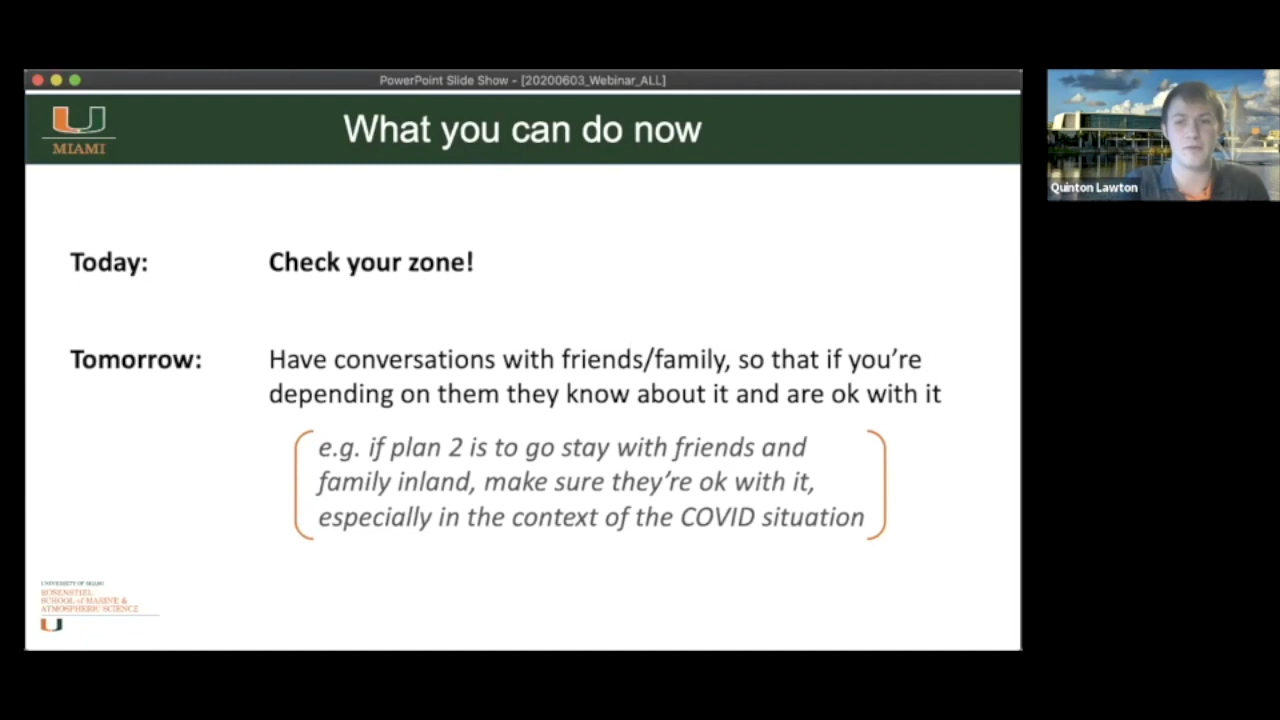 PowerPoint Slide Show - [20200603_Webinar_ALL]
MIAMI
What you can do now
Quinton Lawton
Today:
Check your zone!
Tomorrow:
Have conversations with friends/family, so that if you're
depending on them they know about it and are ok with it
e.g. if plan 2 is to go stay with friends and
family inland, make sure they're ok with it,
especially in the context of the COVID situation
UNIVERSITY OF MIAMI
ROSENSTIEL
SCHOOL of MARINE &
ATMOSPHERIC SCIENCE